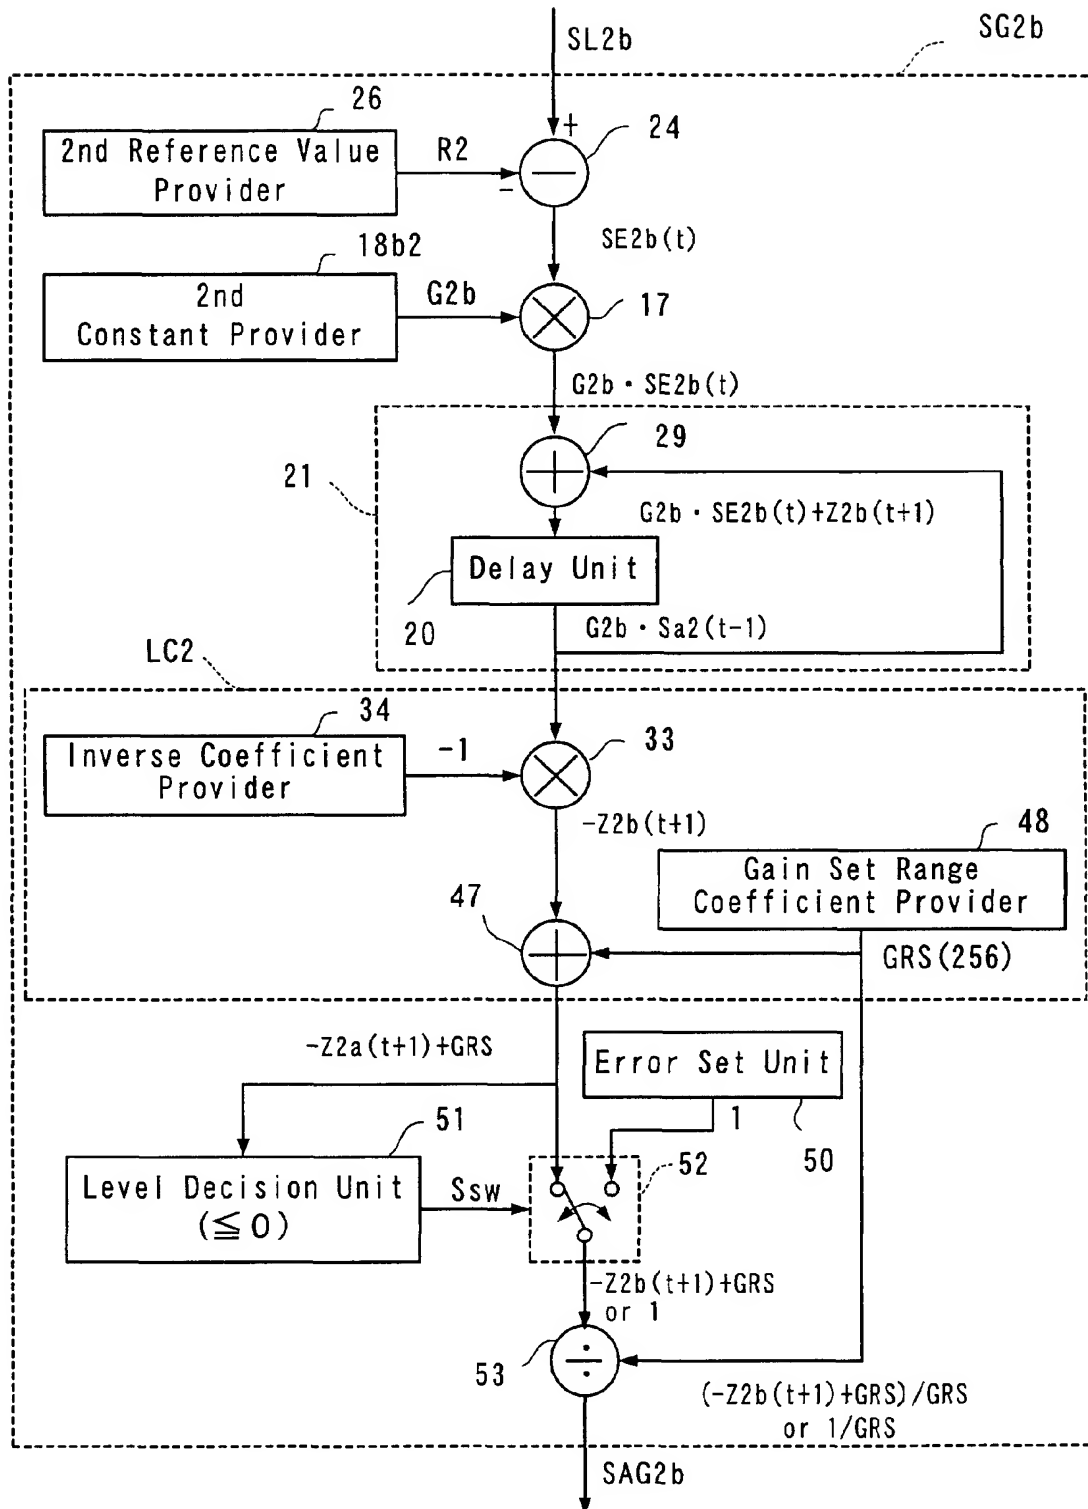 SL2b
SG2b
26
2nd Reference Value
Provider
R2
+
-
24
SE2b(t)
18b2
2nd
Constant Provider
G2b
17
G2b・SE2b(t)
21
29
G2b・SE2b(t)+Z2b(t+1)
Delay Unit
20
G2b・Sa2(t-1)
LC2
34
Inverse Coefficient
Provider
-1
33
-Z2b(t+1)
48
Gain Set Range
Coefficient Provider
47
GRS(256)
-Z2a(t+1)+GRS
Error Set Unit
1
50
51
Level Decision Unit
(≦0)
Ssw
52
-Z2b(t+1)+GRS
or 1
53
÷
(-Z2b(t+1)+GRS)/GRS
or 1/GRS
SAG2b